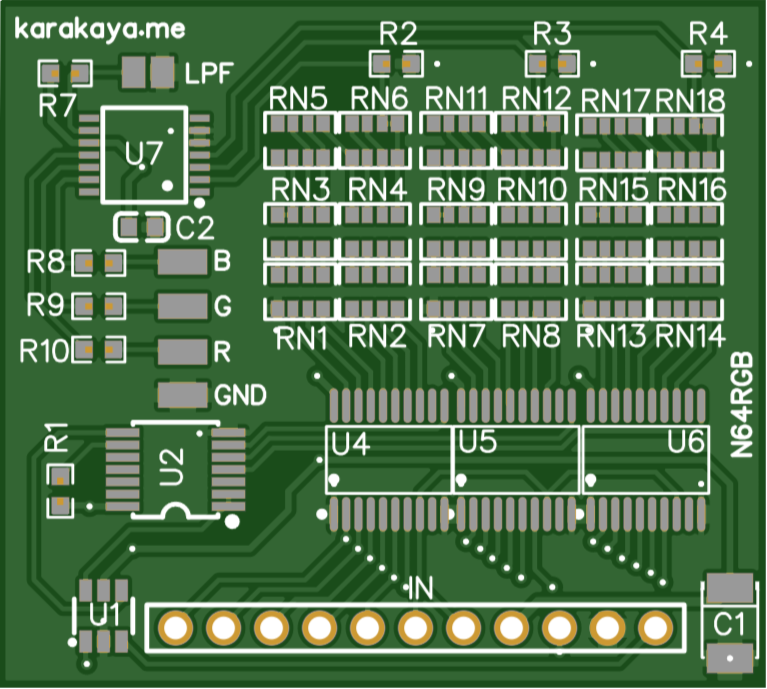 karakaya.me
R2 R3 R4
R7
LPF
RN5 RN6 RN11 RN12 RN17 RN18
U7
RN3 RN4 RN9 RN10 RN15 RN16
C2
R8 B
R9 G
R10 R
RN1 RN2 RN7 RN8 RN13 RN14
GND
N64RGB
R1
U2
U4 U5 U6
IN
U1
C1